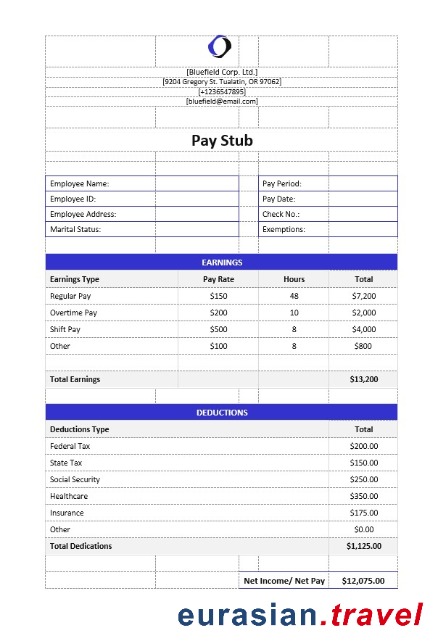 [Bluefield Corp. Ltd.]
[9204 Gregory St. Tualatin, OR 97062]
[+1236547895]
[bluefield@email.com]
Pay Stub
Employee Name: Pay Period:
Employee ID: Pay Date:
Employee Address: Check No.:
Marital Status: Exemptions:
EARNINGS
Earnings Type Pay Rate Hours Total
Regular Pay $150 48 $7,200
Overtime Pay $200 10 $2,000
Shift Pay $500 8 $4,000
Other $100 8 $800
Total Earnings $13,200
DEDUCTIONS
Deductions Type Total
Federal Tax $200.00
State Tax $150.00
Social Security $250.00
Healthcare $350.00
Insurance $175.00
Other $0.00
Total Dedications $1,125.00
Net Income/ Net Pay $12,075.00
eurasian.travel